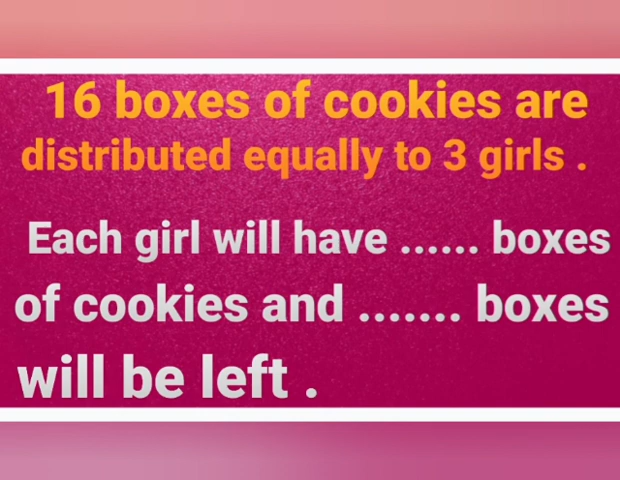 16 boxes of cookies are
distributed equally to 3 girls .
Each girl will have ...... boxes
of cookies and ....... boxes
will be left .